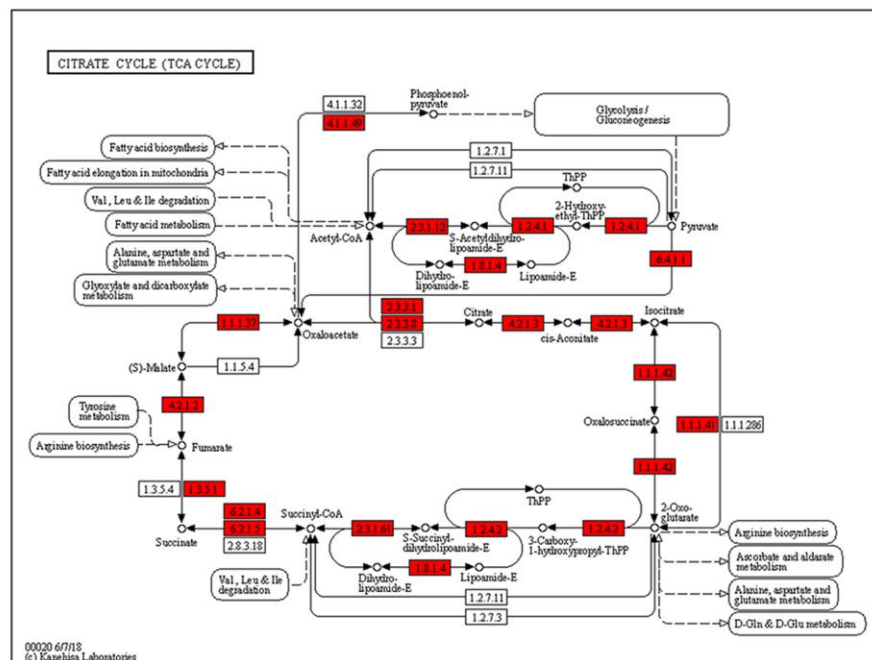 CITRATE CYCLE (TCA CYCLE)
Phosphoenol-
pyruvate
4.1.1.32
4.1.1.49
Glycolysis /
Gluconeogenesis
Fatty acid biosynthesis
Fatty acid elongation in mitochondria
Val, Leu & Ile degradation
Fatty acid metabolism
Alanine, aspartate and
glutamate metabolism
Glyoxylate and dicarboxylate
metabolism
1.2.7.1
1.2.7.11
ThPP
2-Hydroxy-
ethyl-ThPP
Acetyl-CoA
2.3.1.12
S-Acetyldihydro-
lipoamide-E
1.2.4.1
1.2.4.1
Pyruvate
Dihydro-
lipoamide-E
1.8.1.4
Lipoamide-E
6.4.1.1
1.1.1.37
Oxaloacetate
2.3.3.1
2.3.3.8
2.3.3.3
Citrate
4.2.1.3
cis-Aconitate
4.2.1.3
Isocitrate
(S)-Malate
1.1.5.4
1.1.1.42
4.2.1.2
Tyrosine
metabolism
Arginine biosynthesis
Fumarate
Oxalosuccinate
1.1.1.41
1.1.1.286
1.1.1.42
1.3.5.4
1.3.5.1
Succinate
6.2.1.4
6.2.1.5
2.8.3.18
Succinyl-CoA
2.3.1.61
S-Succinyl-
dihydrolipoamide-E
1.2.4.2
ThPP
3-Carboxy-
1-hydroxypropyl-ThPP
1.2.4.2
2-Oxo-
glutarate
Val, Leu & Ile
degradation
Dihydro-
lipoamide-E
1.8.1.4
Lipoamide-E
1.2.7.11
1.2.7.3
Arginine biosynthesis
Ascorbate and aldarate
metabolism
Alanine, aspartate and
glutamate metabolism
D-Gln & D-Glu metabolism
00020 6/7/18
(c) Kanehisa Laboratories